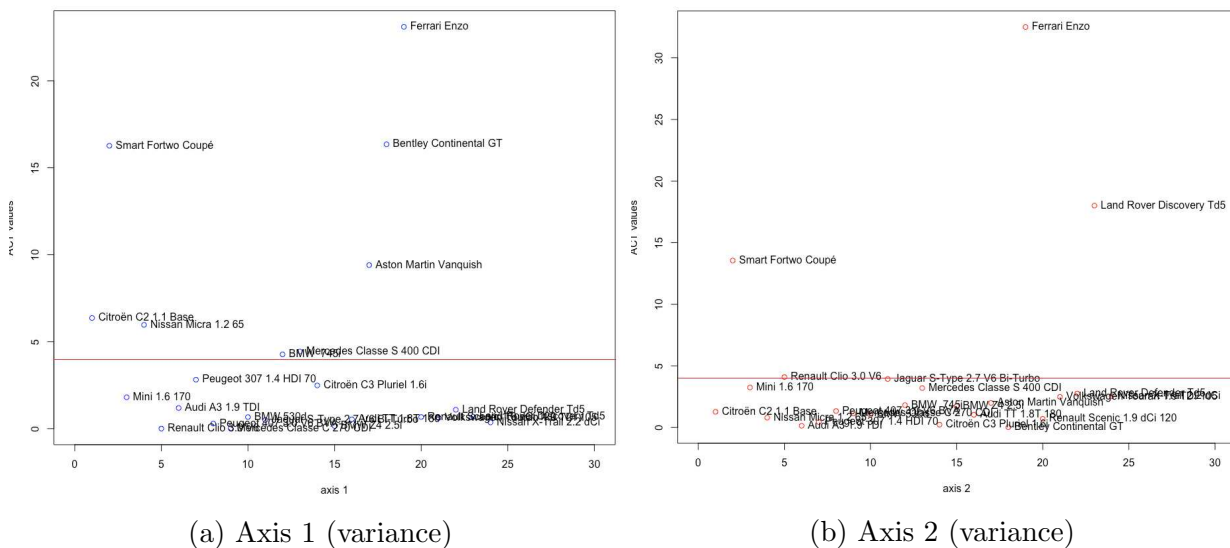 Ferrari Enzo
Smart Fortwo Coupé
Bentley Continental GT
Aston Martin Vanquish
Citroën C2 1.1 Base
Nissan Micra 1.2 65
Mercedes Classe S 400 CDI
BMW 745i
Peugeot 307 1.4 HDI 70
Citroën C3 Pluriel 1.6i
Mini 1.6 170
Audi A3 1.9 TDI
Land Rover Defender Td5
BMW 530d
Nissan X-Trail 2.2 dCi
Renault Clio 3.0 V6
Mercedes Classe C 270 CDI
ACT values
0 5 10 15 20
0 5 10 15 20 25 30
axis 1
(a) Axis 1 (variance)
Ferrari Enzo
Land Rover Discovery Td5
Smart Fortwo Coupé
Renault Clio 3.0 V6
Jaguar S-Type 2.7 V6 Bi-Turbo
Mini 1.6 170
Mercedes Classe S 400 CDI
Land Rover Defender Td5
Aston Martin Vanquish
BMW 745i
Citroën C2 1.1 Base
Audi TT 1.8T 180
Nissan Micra 1.2 65
Renault Scenic 1.9 dCi 120
Peugeot 307 1.4 HDI 70
Citroën C3 Pluriel 1.6i
Audi A3 1.9 TDI
Bentley Continental GT
ACT values
0 5 10 15 20 25 30
0 5 10 15 20 25 30
axis 2
(b) Axis 2 (variance)